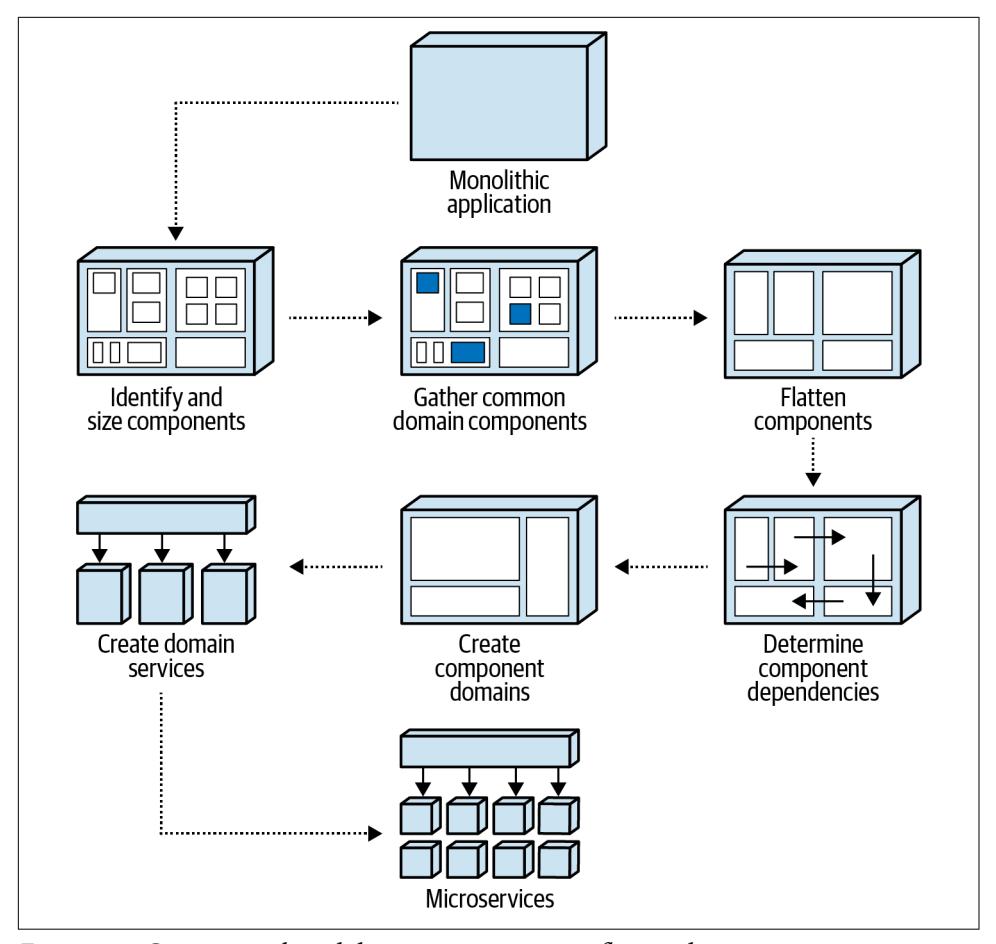 Monolithic
application
Identify and
size components
Gather common
domain components
Flatten
components
Create domain
services
Create
component
domains
Determine
component
dependencies
Microservices